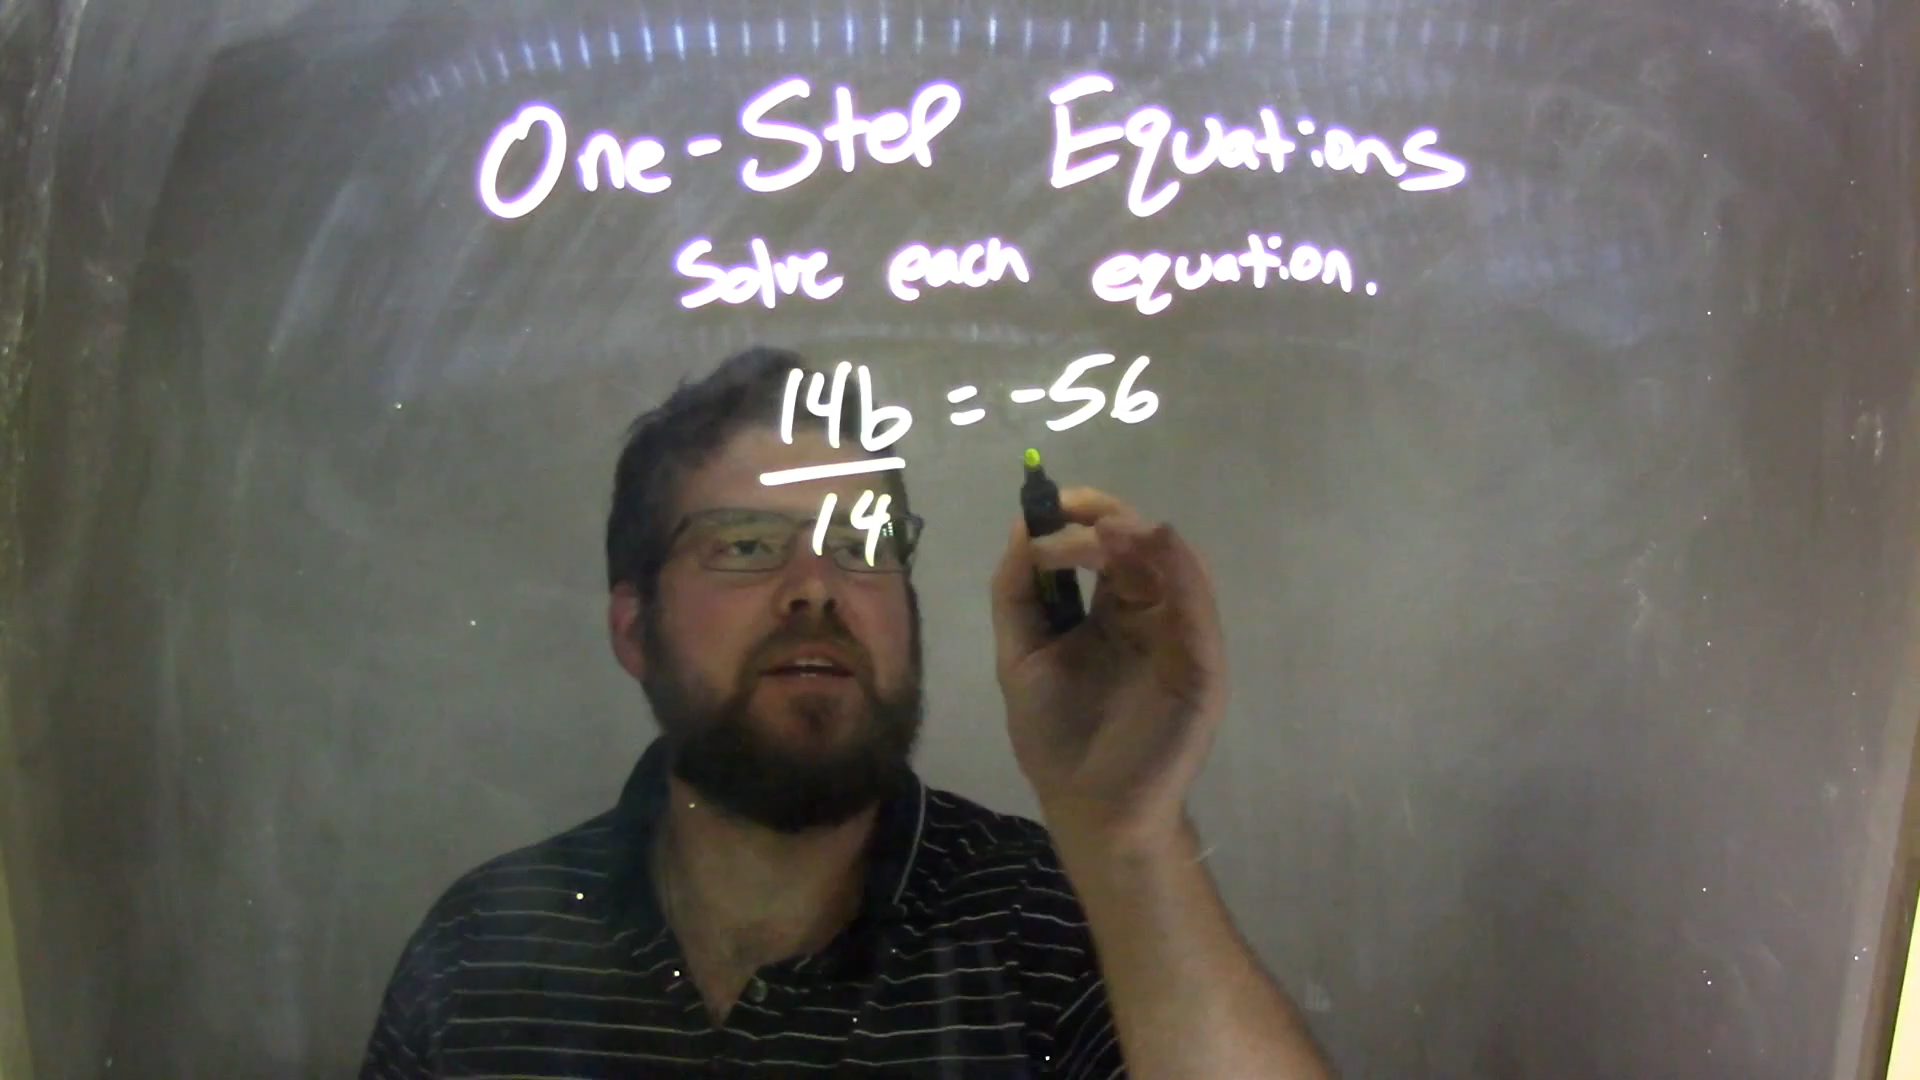 One-Step Equations
Solve each equation.
14b = -56
14